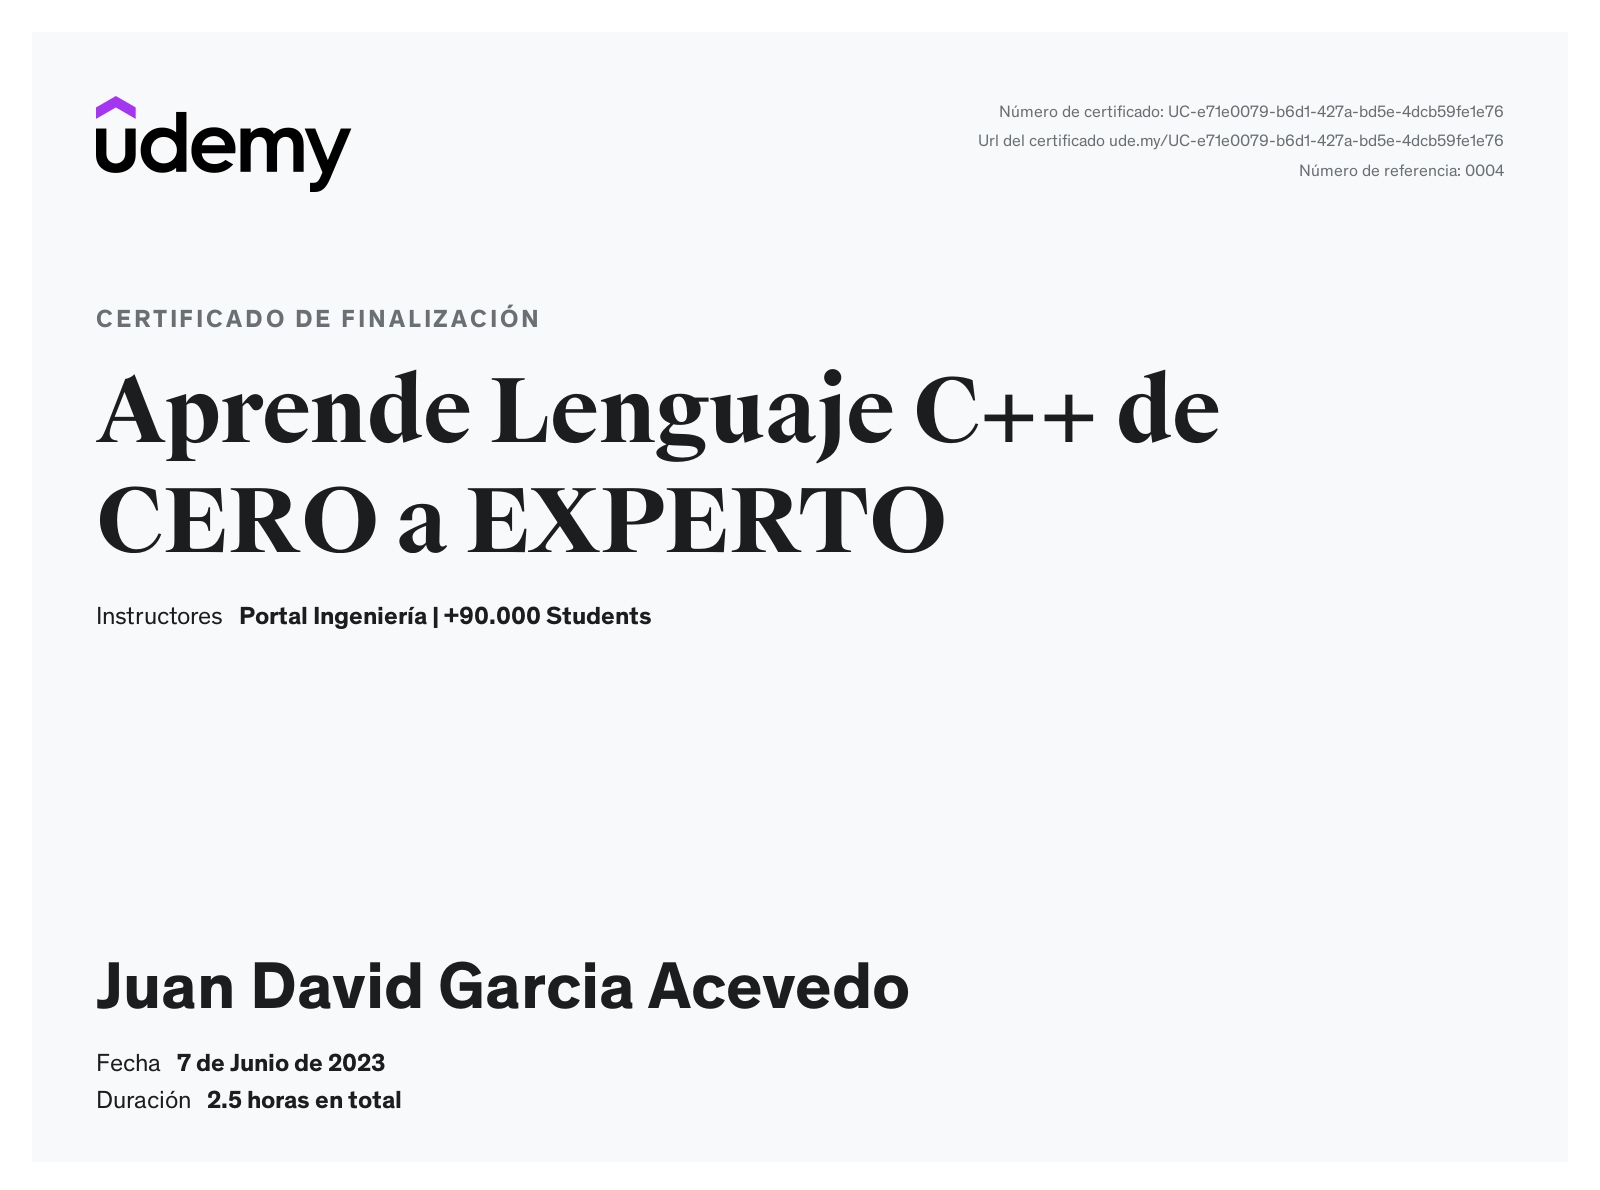 udemy
Número de certificado: UC-e71e0079-b6d1-427a-bd5e-4dcb59fe1e76
Url del certificado ude.my/UC-e71e0079-b6d1-427a-bd5e-4dcb59fe1e76
Número de referencia: 0004
CERTIFICADO DE FINALIZACIÓN
Aprende Lenguaje C++ de
CERO a EXPERTO
Instructores Portal Ingeniería | +90.000 Students
Juan David Garcia Acevedo
Fecha 7 de Junio de 2023
Duración 2.5 horas en total